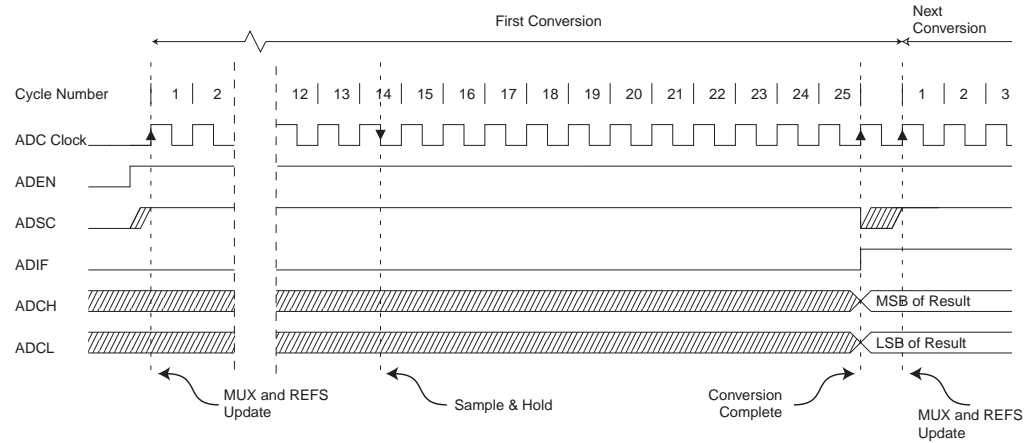 First Conversion
Next
Conversion
Cycle Number 1 2 12 13 14 15 16 17 18 19 20 21 22 23 24 25 1 2 3
ADC Clock
ADEN
ADSC
ADIF
ADCH MSB of Result
ADCL LSB of Result
MUX and REFS
Update
Sample & Hold
Conversion
Complete
MUX and REFS
Update